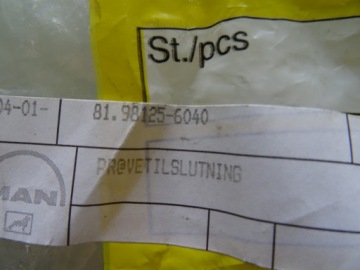 St./pcs
04-01-
81.98125-6040
PR@VETILSLUTNING
MAN